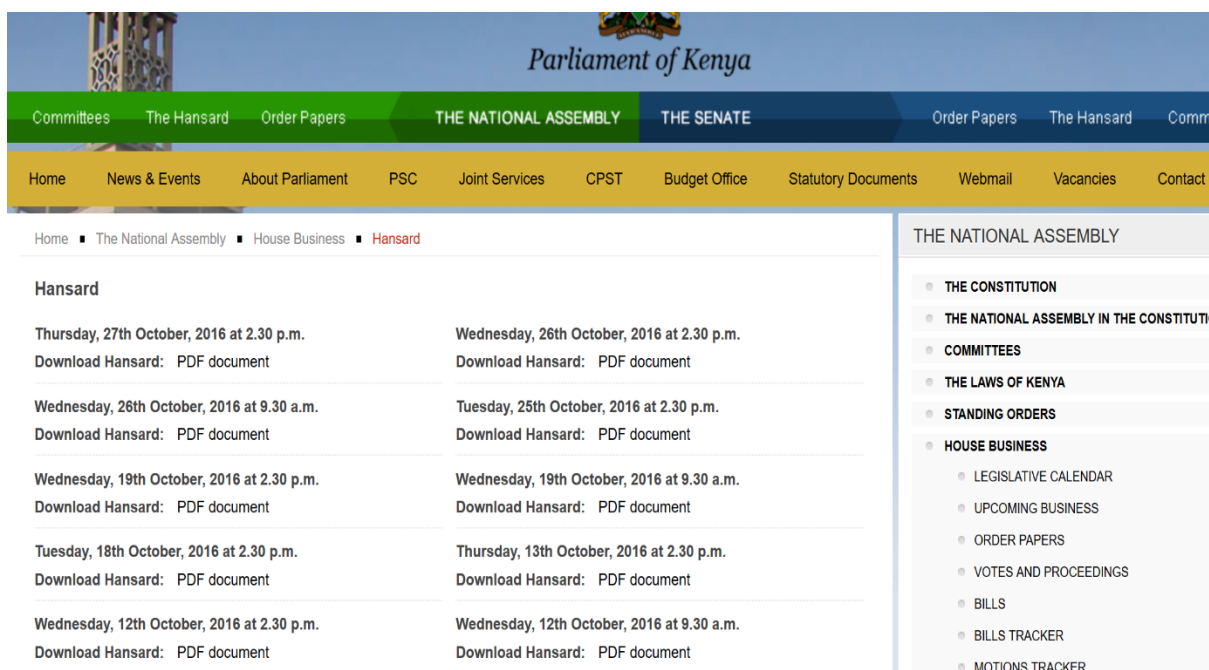 Parliament of Kenya
Committees The Hansard Order Papers THE NATIONAL ASSEMBLY THE SENATE Order Papers The Hansard
Home News & Events About Parliament PSC Joint Services CPST Budget Office Statutory Documents Webmail Vacancies Contact
Home The National Assembly House Business Hansard
Hansard
Thursday, 27th October, 2016 at 2.30 p.m.
Download Hansard: PDF document
Wednesday, 26th October, 2016 at 2.30 p.m.
Download Hansard: PDF document
Wednesday, 26th October, 2016 at 9.30 a.m.
Download Hansard: PDF document
Tuesday, 25th October, 2016 at 2.30 p.m.
Download Hansard: PDF document
Wednesday, 19th October, 2016 at 2.30 p.m.
Download Hansard: PDF document
Wednesday, 19th October, 2016 at 9.30 a.m.
Download Hansard: PDF document
Tuesday, 18th October, 2016 at 2.30 p.m.
Download Hansard: PDF document
Thursday, 13th October, 2016 at 2.30 p.m.
Download Hansard: PDF document
Wednesday, 12th October, 2016 at 2.30 p.m.
Download Hansard: PDF document
Wednesday, 12th October, 2016 at 9.30 a.m.
Download Hansard: PDF document
THE NATIONAL ASSEMBLY
THE CONSTITUTION
THE NATIONAL ASSEMBLY IN THE
COMMITTEES
THE LAWS OF KENYA
STANDING ORDERS
HOUSE BUSINESS
LEGISLATIVE CALENDAR
UPCOMING BUSINESS
ORDER PAPERS
VOTES AND PROCEEDINGS
BILLS
BILLS TRACKER
MOTIONS TRACKER